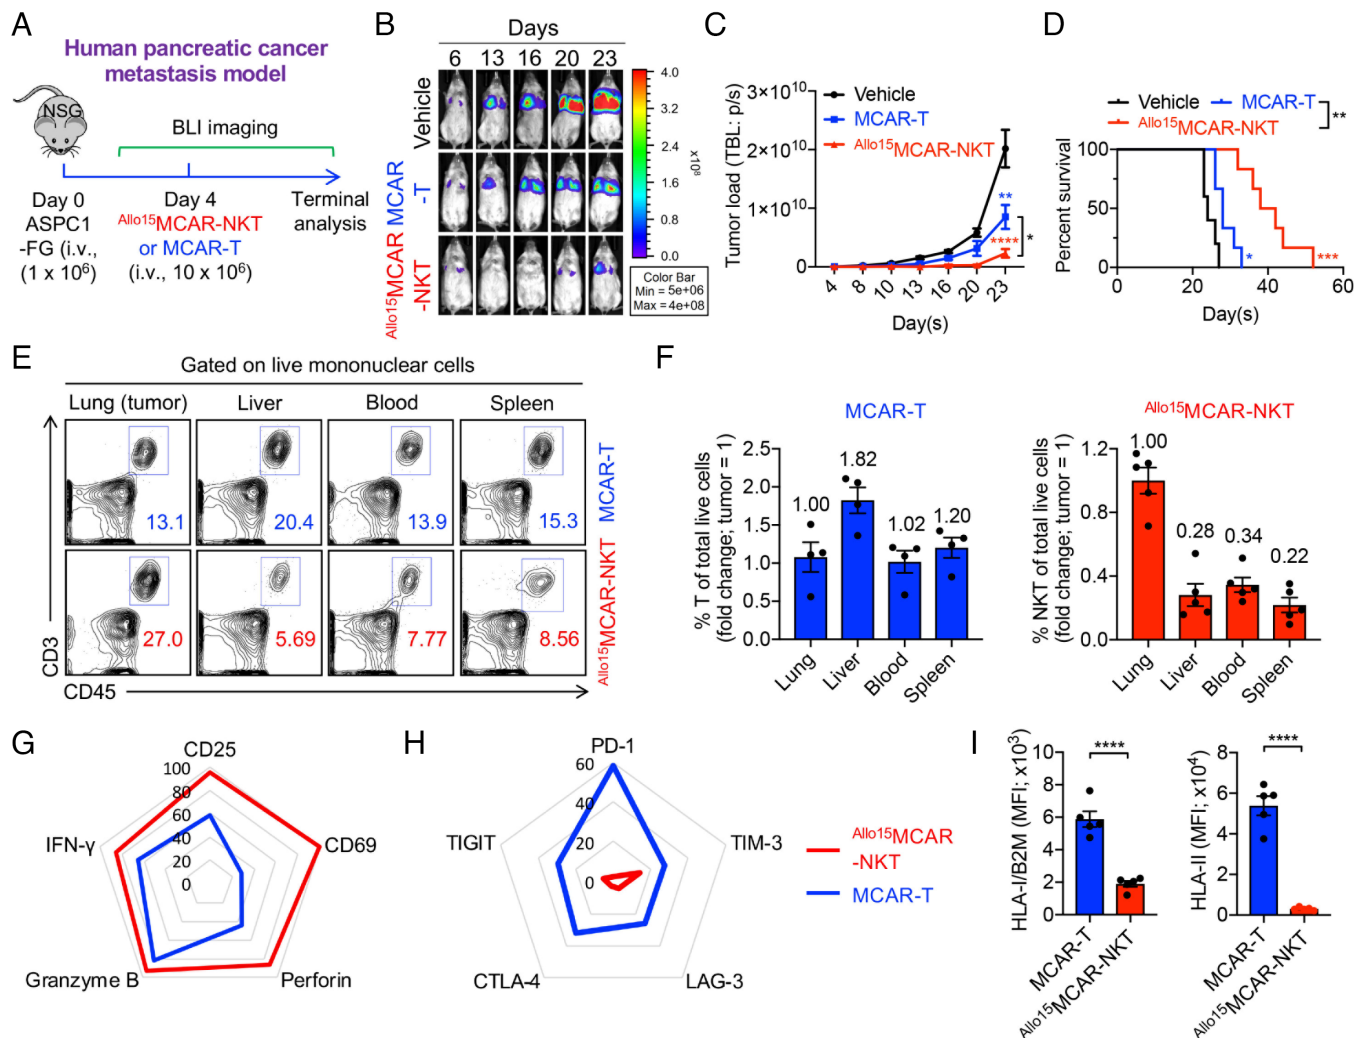 A
Human pancreatic cancer
metastasis model
NSG
BLI imaging
Day 0
ASPC1
-FG (i.v.,
(1 x 10⁶)
Day 4
Allo15MCAR-NKT
or MCAR-T
(i.v., 10 x 10⁶)
Terminal
analysis
B
Days
6 13 16 20 23
Vehicle
MCAR
-T
Allo15MCAR
-NKT
4.0
3.2
2.4
1.6
0.8
0.0
x10⁸
Color Bar
Min = 5e+06
Max = 4e+08
C
Tumor load (TBL: p/s)
3×10¹⁰
2×10¹⁰
1×10¹⁰
0
Vehicle
MCAR-T
Allo15MCAR-NKT
**
****
*
4 8 10 13 16 20 23
Day(s)
D
Vehicle MCAR-T
Allo15MCAR-NKT
**
Percent survival
100
50
0
* ***
0 20 40 60
Day(s)
E
Gated on live mononuclear cells
Lung (tumor) Liver Blood Spleen
13.1 20.4 13.9 15.3
MCAR-T
27.0 5.69 7.77 8.56
Allo15MCAR-NKT
CD3
CD45
F
MCAR-T
% T of total live cells
(fold change; tumor = 1)
2.5
2.0
1.5
1.0
0.5
0.0
1.00 1.82 1.02 1.20
Lung Liver Blood Spleen
Allo15MCAR-NKT
% NKT of total live cells
(fold change; tumor = 1)
1.2
0.8
0.4
0.0
1.00 0.28 0.34 0.22
Lung Liver Blood Spleen
G
CD25
100
80
60
40
20
0
IFN-γ
CD69
Granzyme B
Perforin
H
PD-1
60
40
20
0
TIGIT
TIM-3
CTLA-4
LAG-3
Allo15MCAR
-NKT
MCAR-T
I
HLA-I/B2M (MFI; x10³)
10
8
6
4
2
0
****
MCAR-T
Allo15MCAR-NKT
HLA-II (MFI; x10⁴)
8
6
4
2
0
****
MCAR-T
Allo15MCAR-NKT